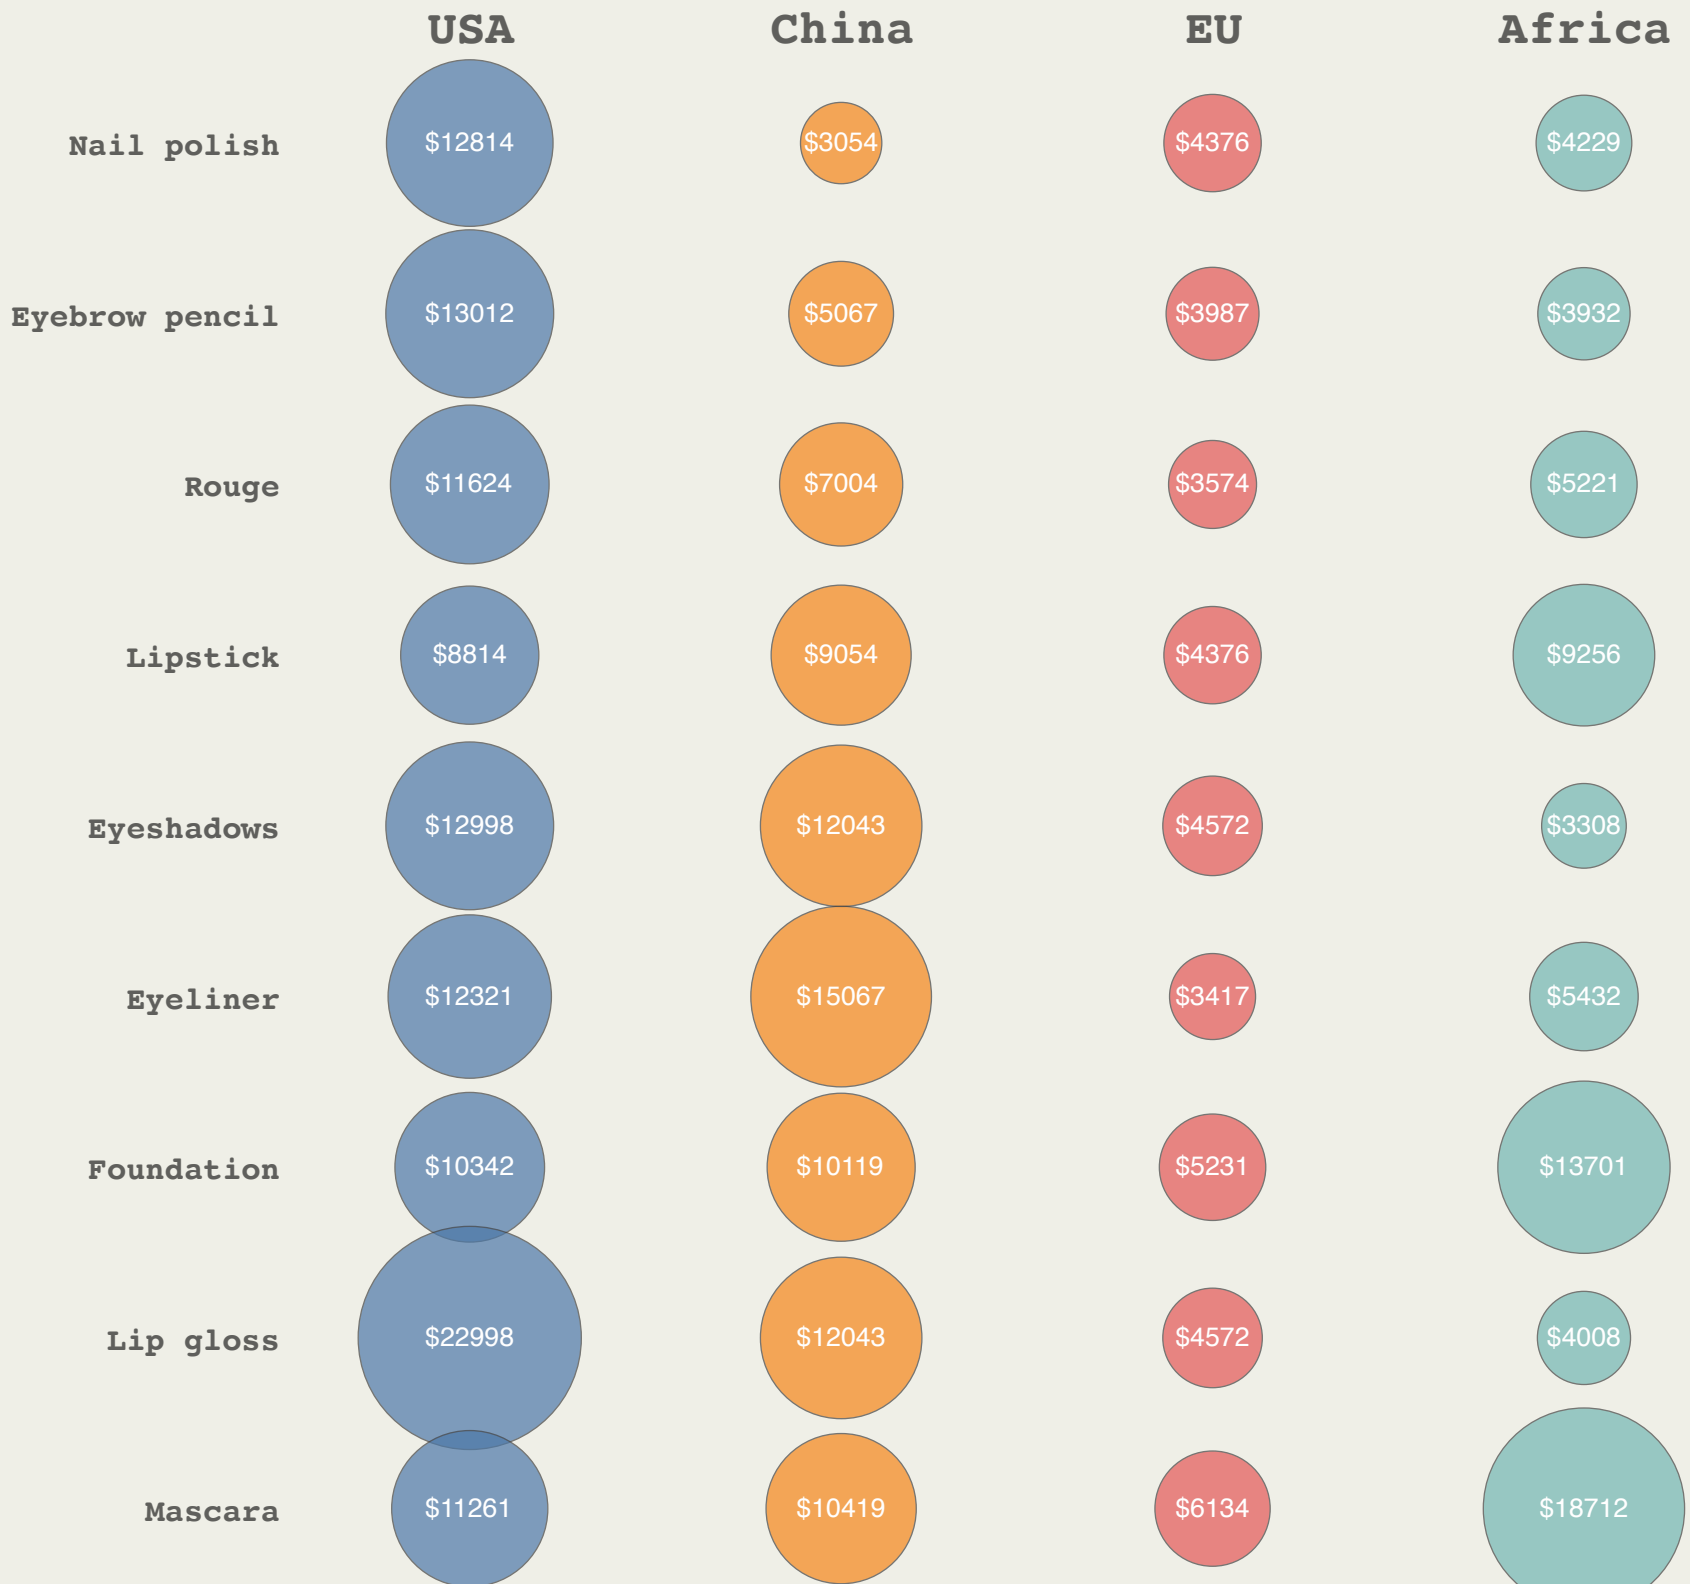 USA China EU Africa
Nail polish $12814 $3054 $4376 $4229
Eyebrow pencil $13012 $5067 $3987 $3932
Rouge $11624 $7004 $3574 $5221
Lipstick $8814 $9054 $4376 $9256
Eyeshadows $12998 $12043 $4572 $3308
Eyeliner $12321 $15067 $3417 $5432
Foundation $10342 $10119 $5231 $13701
Lip gloss $22998 $12043 $4572 $4008
Mascara $11261 $10419 $6134 $18712